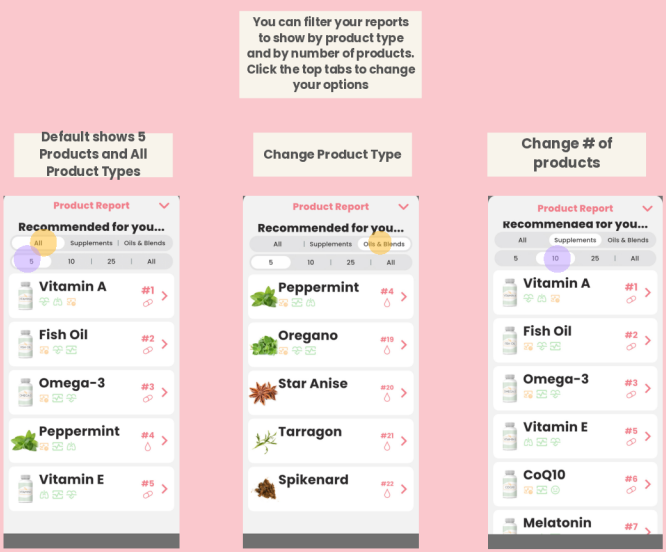 You can filter your reports
to show by product type
and by number of products.
Click the top tabs to change
your options
Default shows 5
Products and All
Product Types
Product Report
Recommended for you...
All Supplements | Oils & Blends
5 10 | 25 | All
Vitamin A #1
Fish Oil #2
Omega-3 #3
Peppermint #4
Vitamin E #5
Change Product Type
Product Report
Recommended for you...
All | Supplements Oils & Blends
5 10 | 25 | All
Peppermint #4
Oregano #19
Star Anise #20
Tarragon #21
Spikenard #22
Change # of
products
Product Report
Recommended for you...
All Supplements Oils & Blends
5 10 25 | All
Vitamin A #1
Fish Oil #2
Omega-3 #3
Vitamin E #5
CoQ10 #6
Melatonin #7